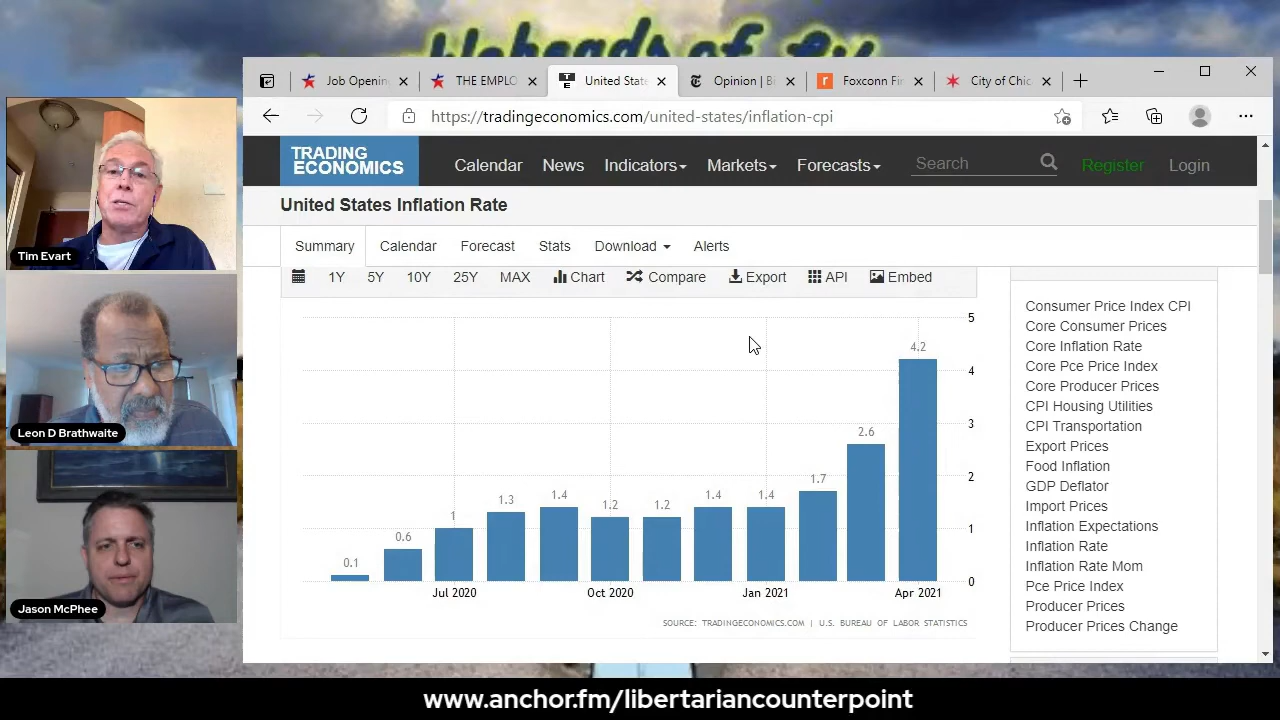 Upheads of
Job Openin
THE EMPLO
United State
Opinion | Bi
Foxconn Fir
City of Chic
https://tradingeconomics.com/united-states/inflation-cpi
TRADING
ECONOMICS
Calendar News Indicators Markets Forecasts Search Register Login
United States Inflation Rate
Summary Calendar Forecast Stats Download Alerts
1Y 5Y 10Y 25Y MAX Chart Compare Export API Embed
5
4
3
2
1
0
0.1
0.6
1
1.3
1.4
1.2
1.2
1.4
1.4
1.7
2.6
4.2
Jul 2020 Oct 2020 Jan 2021 Apr 2021
SOURCE: TRADINGECONOMICS.COM | U.S. BUREAU OF LABOR STATISTICS
Consumer Price Index CPI
Core Consumer Prices
Core Inflation Rate
Core Pce Price Index
Core Producer Prices
CPI Housing Utilities
CPI Transportation
Export Prices
Food Inflation
GDP Deflator
Import Prices
Inflation Expectations
Inflation Rate
Inflation Rate Mom
Pce Price Index
Producer Prices
Producer Prices Change
Tim Evart
Leon D Brathwaite
Jason McPhee
www.anchor.fm/libertariancounterpoint